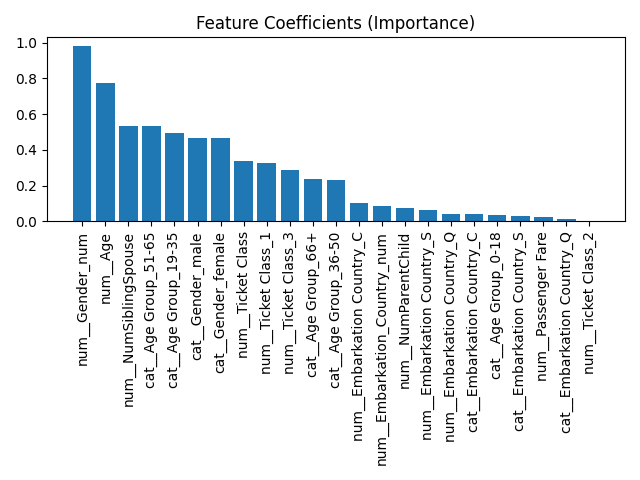 Feature Coefficients (Importance)
1.0
0.8
0.6
0.4
0.2
0.0
num__Gender_num
num__Age
num__NumSiblingSpouse
cat__Age Group_51-65
cat__Age Group_19-35
cat__Gender_male
cat__Gender_female
num__Ticket Class
num__Ticket Class_1
num__Ticket Class_3
cat__Age Group_66+
cat__Age Group_36-50
num__Embarkation Country_C
num__Embarkation_Country_num
num__NumParentChild
num__Embarkation Country_S
num__Embarkation Country_Q
cat__Embarkation Country_C
cat__Age Group_0-18
cat__Embarkation Country_S
num__Passenger Fare
cat__Embarkation Country_Q
num__Ticket Class_2